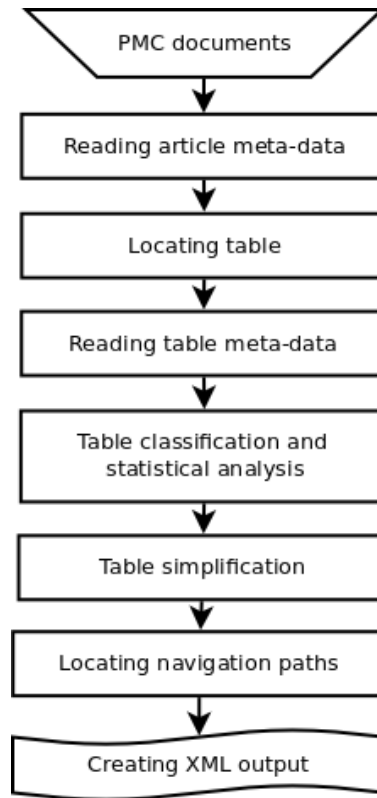 PMC documents
Reading article meta-data
Locating table
Reading table meta-data
Table classification and
statistical analysis
Table simplification
Locating navigation paths
Creating XML output